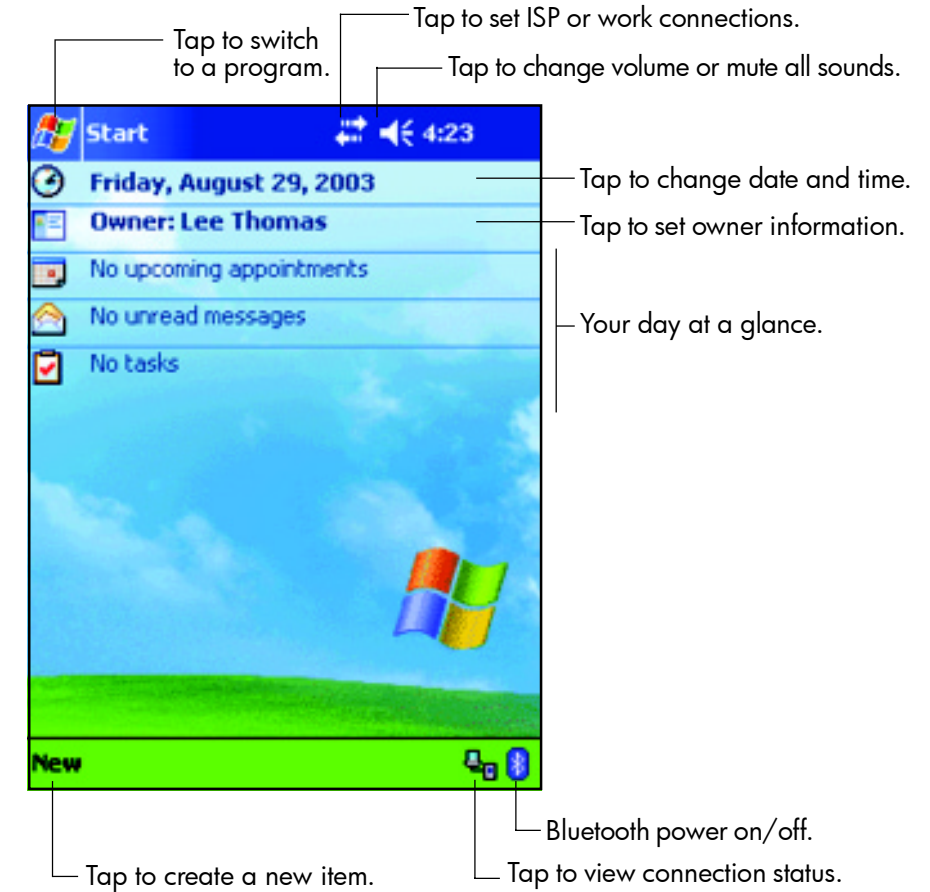 Tap to set ISP or work connections.
Tap to switch
to a program.
Tap to change volume or mute all sounds.
Start 4:23
Friday, August 29, 2003
Tap to change date and time.
Owner: Lee Thomas
Tap to set owner information.
No upcoming appointments
No unread messages
Your day at a glance.
No tasks
New
Bluetooth power on/off.
Tap to view connection status.
Tap to create a new item.